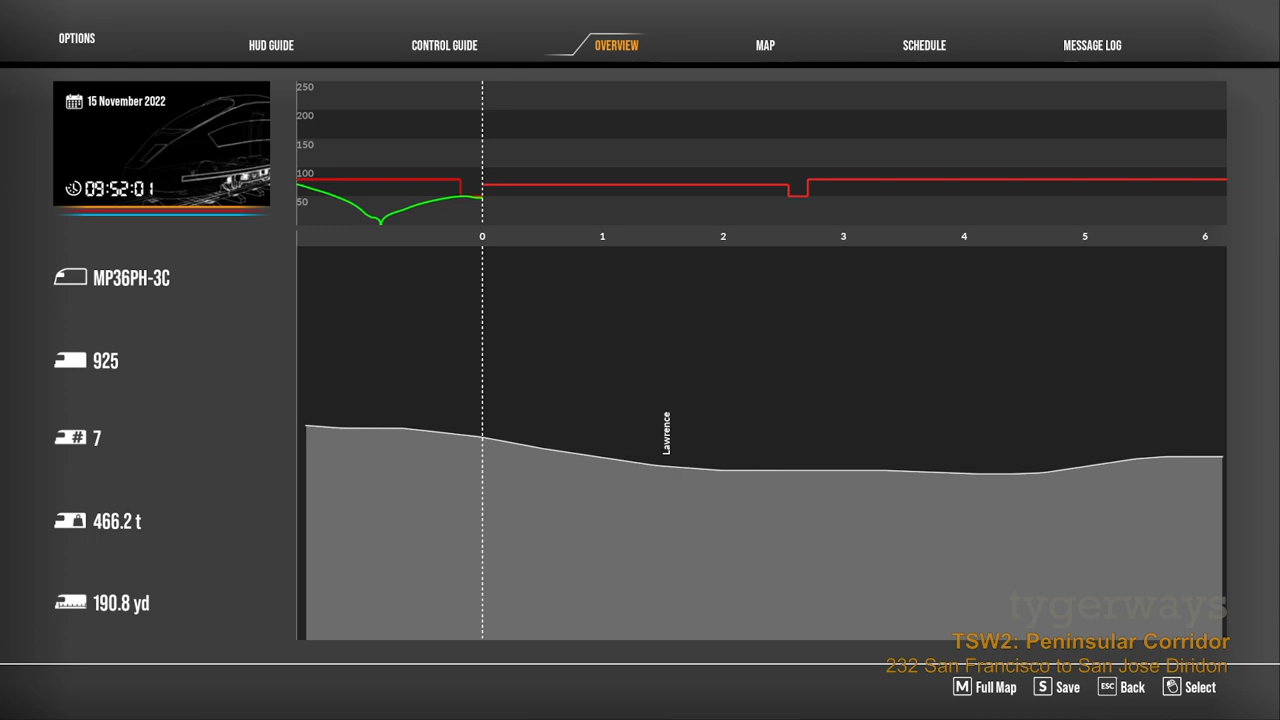 OPTIONS
HUD GUIDE
CONTROL GUIDE
OVERVIEW
MAP
SCHEDULE
MESSAGE LOG
15 November 2022
09:52:01
250
200
150
100
50
0
1
2
3
4
5
6
MP36PH-3C
925
# 7
466.2 t
190.8 yd
Lawrence
tygerways
TSW2: Peninsular Corridor
232 San Francisco to San Jose Diridon
M Full Map
S Save
ESC Back
Select